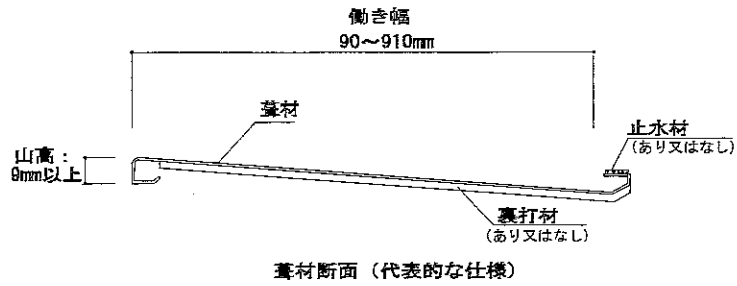 働き幅
90～910mm
葺材
止水材
(あり又はなし)
山高：
9mm以上
裏打材
(あり又はなし)
葺材断面（代表的な仕様）